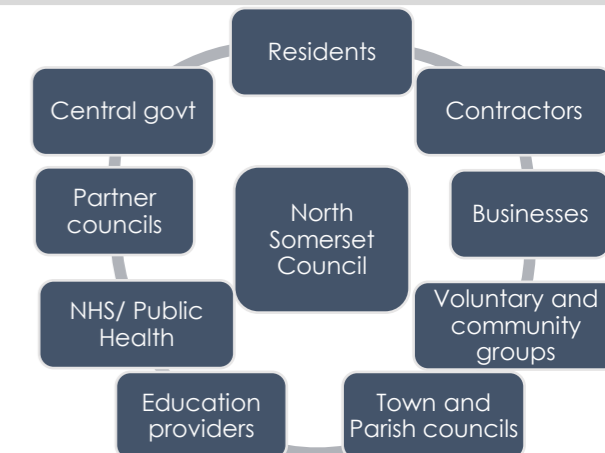 Residents
Contractors
Businesses
Voluntary and
community
groups
Town and
Parish councils
Education
providers
NHS/ Public
Health
Partner
councils
Central govt
North
Somerset
Council